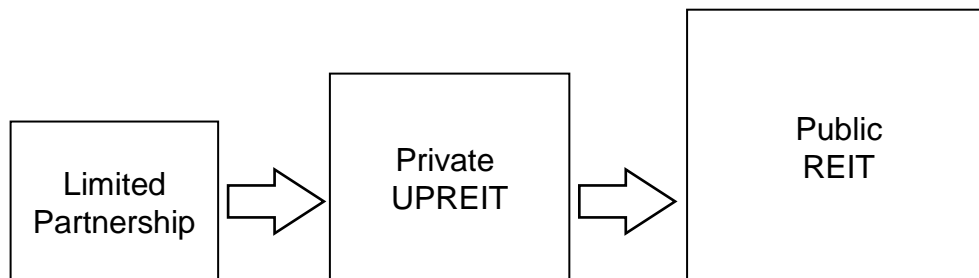 Limited
Partnership
Private
UPREIT
Public
REIT